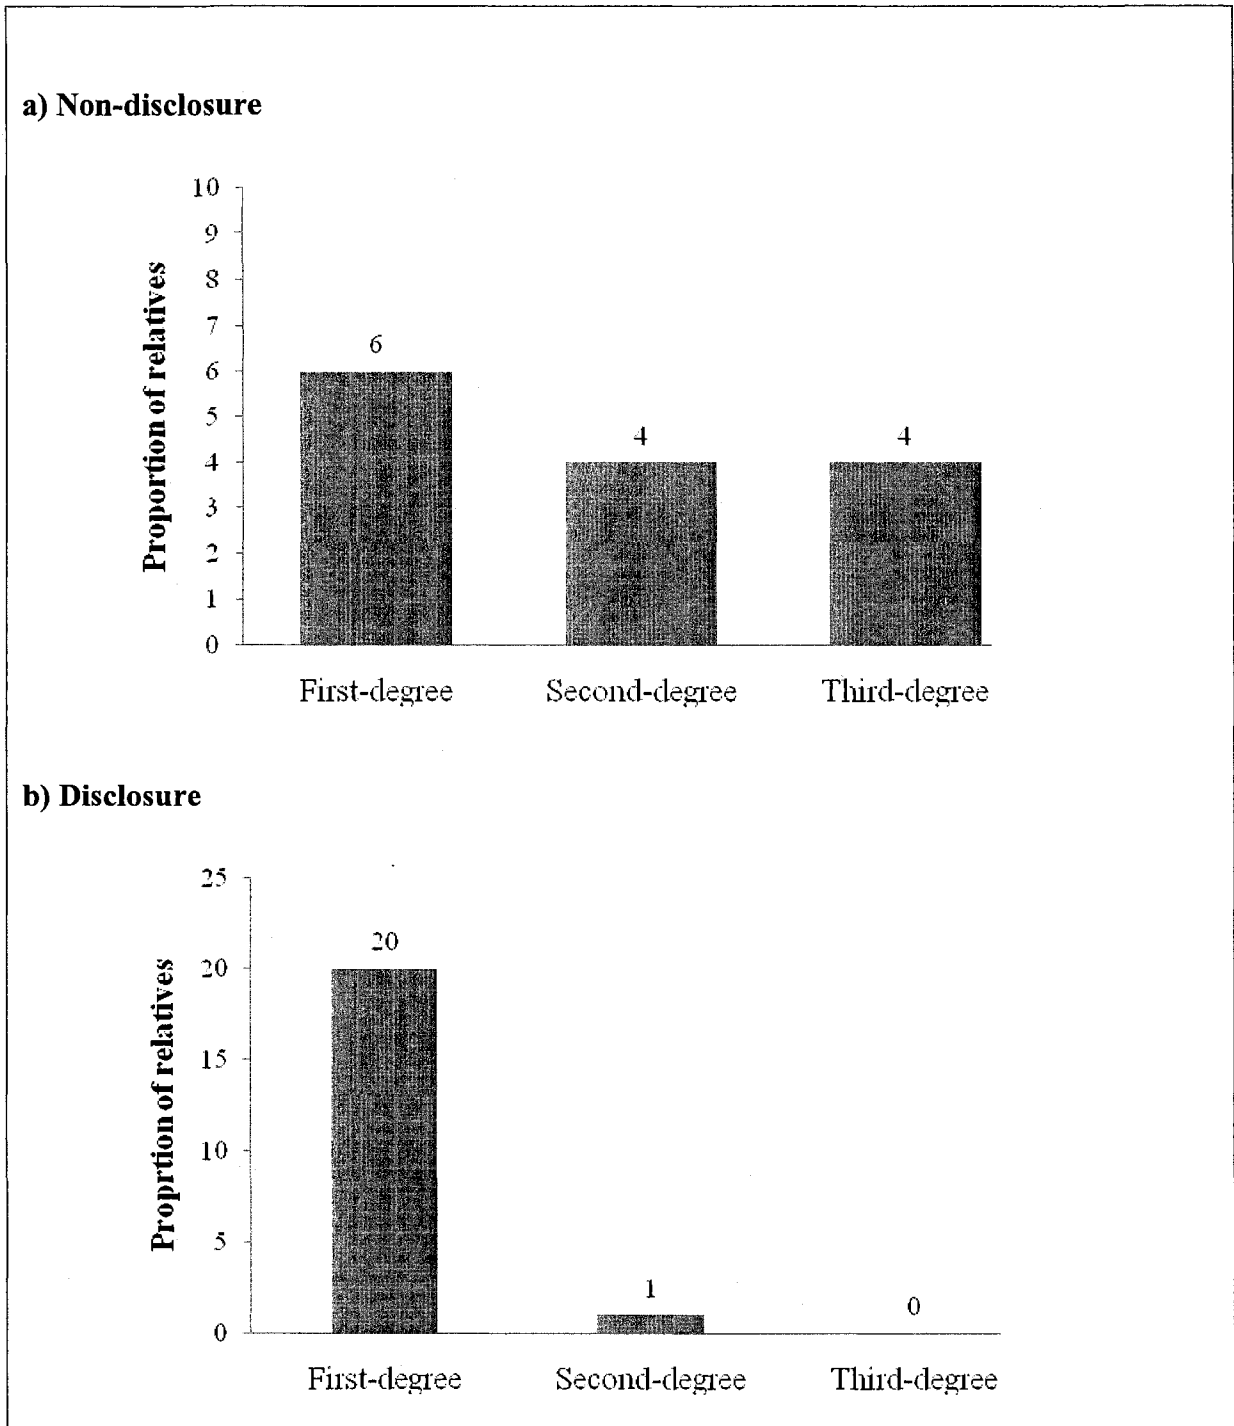 a) Non-disclosure
10
9
8
7
6
5
4
3
2
1
0
Proportion of relatives
6
4
4
First-degree
Second-degree
Third-degree
b) Disclosure
25
20
15
10
5
0
Proprtion of relatives
20
1
0
First-degree
Second-degree
Third-degree